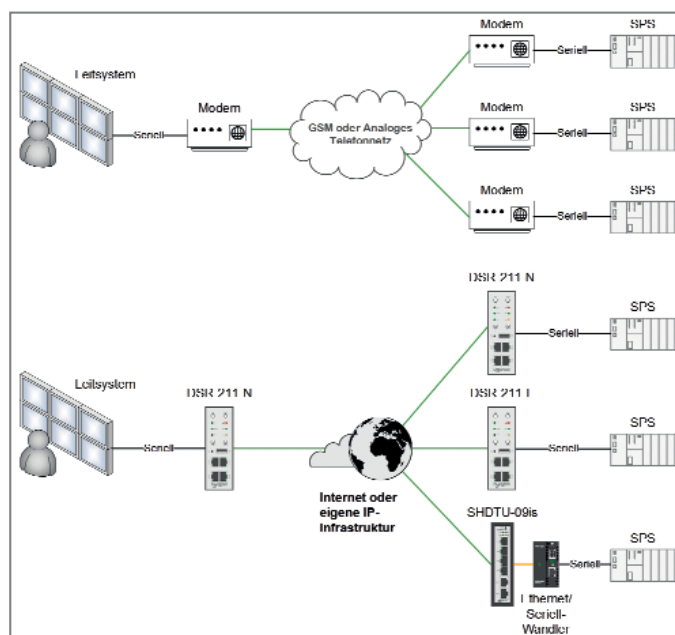 Modem
SPS
Leitsystem
Seriell
Modem
Modem
SPS
Seriell
GSM oder Analoges
Telefonnetz
Seriell
Modem
SPS
Seriell
DSR 211 N
SPS
Seriell
Leitsystem
DSR 211 N
DSR 211 L
SPS
Seriell
Seriell
Internet oder
eigene IP-
Infrastruktur
SHDTU-09is
SPS
Seriell
Ethernet/
Seriell-
Wandler